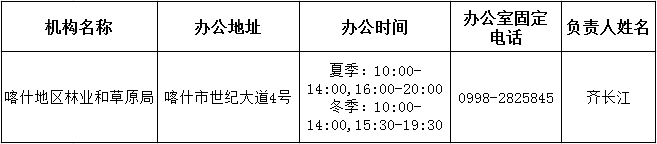 机构名称
办公地址
办公时间
办公室固定
电话
负责人姓名
喀什地区林业和草原局
喀什市世纪大道4号
夏季：10:00-
14:00,16:00-20:00
冬季：10:00-
14:00,15:30-19:30
0998-2825845
齐长江